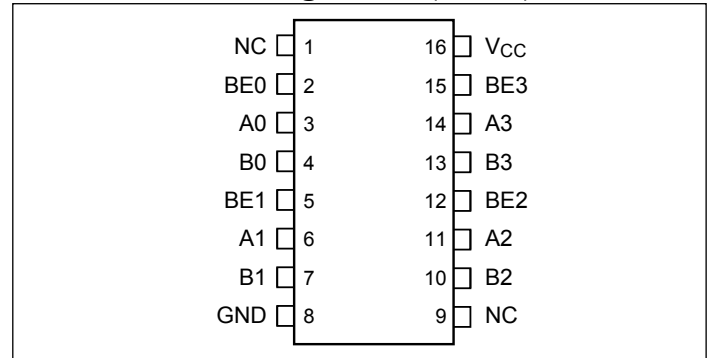 NC 1 16 VCC
BE0 2 15 BE3
A0 3 14 A3
B0 4 13 B3
BE1 5 12 BE2
A1 6 11 A2
B1 7 10 B2
GND 8 9 NC